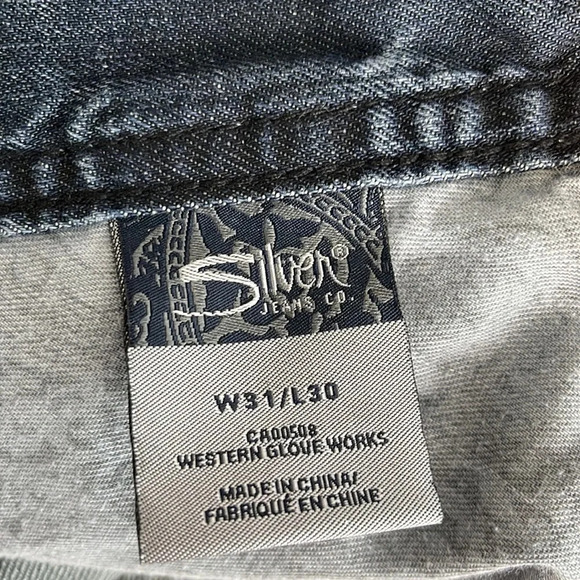 Silver®
JEANS CO.
W31/L30
CA00508
WESTERN GLOVE WORKS
MADE IN CHINA/
FABRIQUÉ EN CHINE